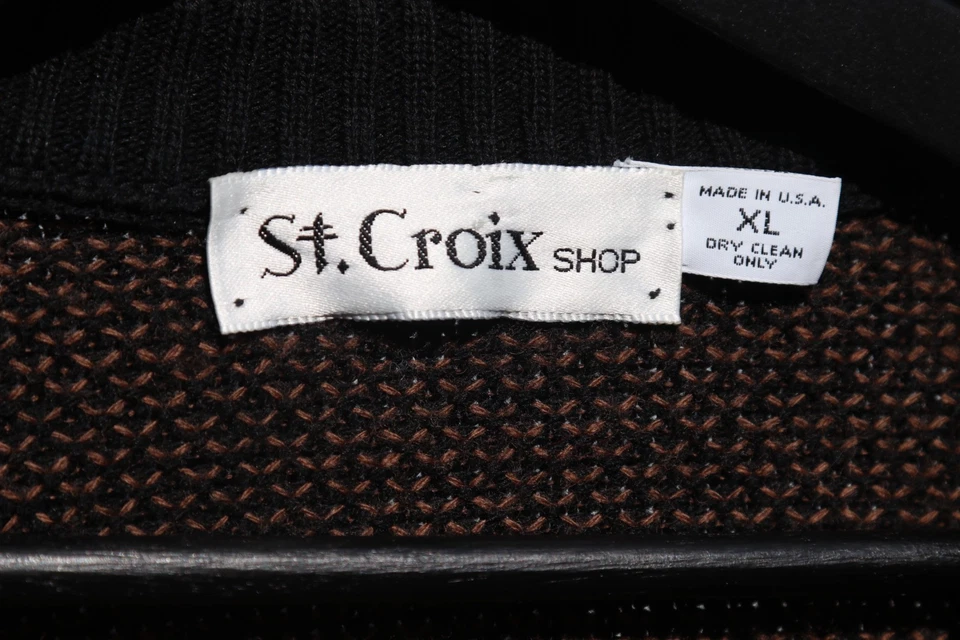 St. Croix SHOP
MADE IN U.S.A.
XL
DRY CLEAN
ONLY